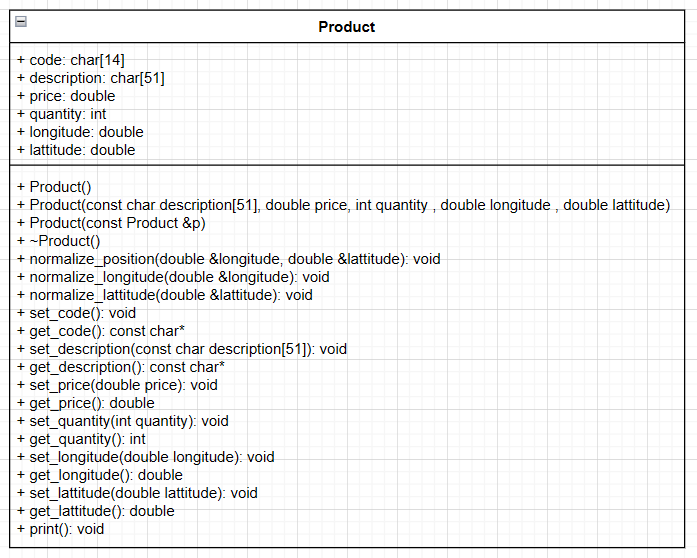 Product
+ code: char[14]
+ description: char[51]
+ price: double
+ quantity: int
+ longitude: double
+ lattitude: double
+ Product()
+ Product(const char description[51], double price, int quantity , double longitude , double lattitude)
+ Product(const Product &p)
+ ~Product()
+ normalize_position(double &longitude, double &lattitude): void
+ normalize_longitude(double &longitude): void
+ normalize_lattitude(double &lattitude): void
+ set_code(): void
+ get_code(): const char*
+ set_description(const char description[51]): void
+ get_description(): const char*
+ set_price(double price): void
+ get_price(): double
+ set_quantity(int quantity): void
+ get_quantity(): int
+ set_longitude(double longitude): void
+ get_longitude(): double
+ set_lattitude(double lattitude): void
+ get_lattitude(): double
+ print(): void